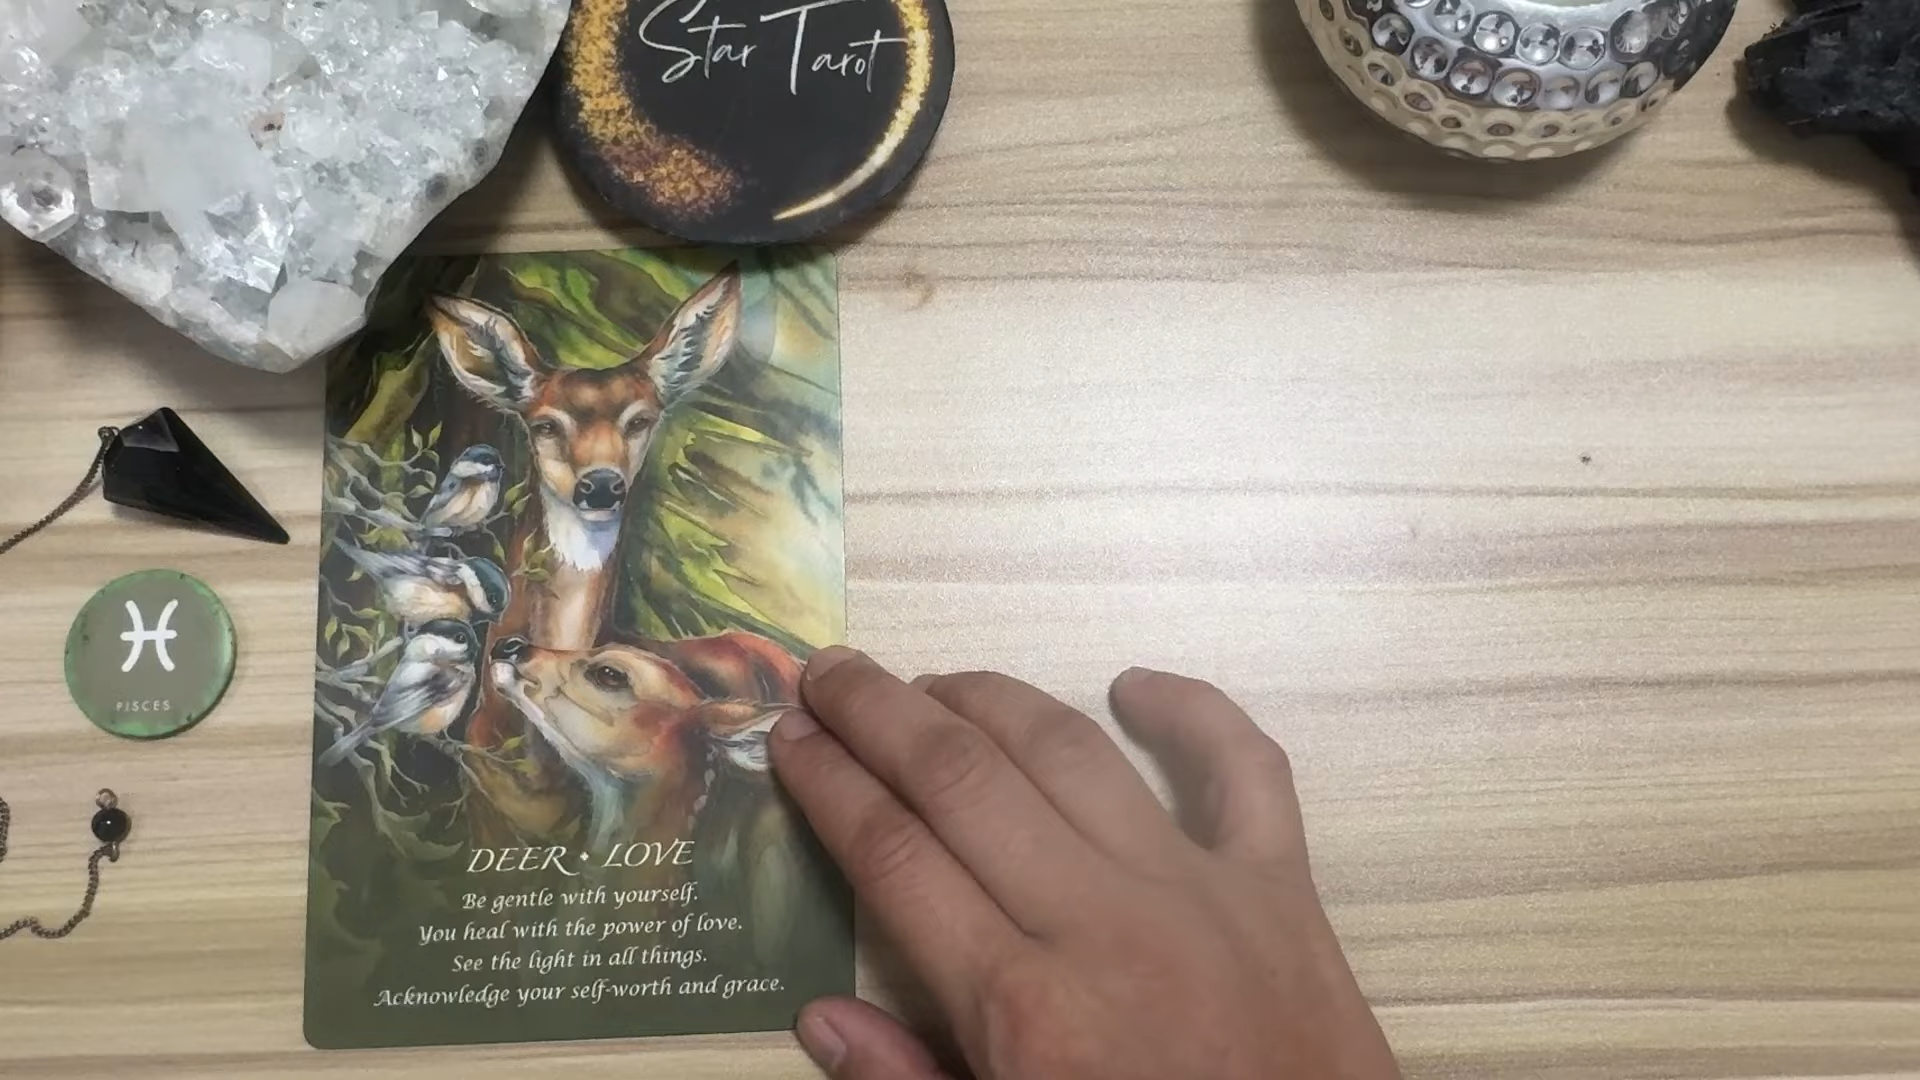 Star Tarot
PISCES
DEER • LOVE
Be gentle with yourself.
You heal with the power of love.
See the light in all things.
Acknowledge your self-worth and grace.